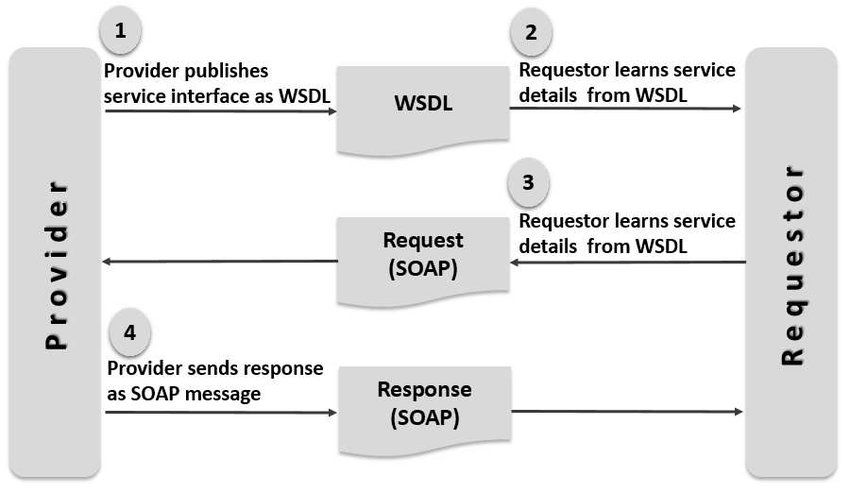 1
Provider publishes
service interface as WSDL
WSDL
2
Requestor learns service
details from WSDL
3
Requestor learns service
details from WSDL
Request
(SOAP)
4
Provider sends response
as SOAP message
Response
(SOAP)
Provider
Requestor